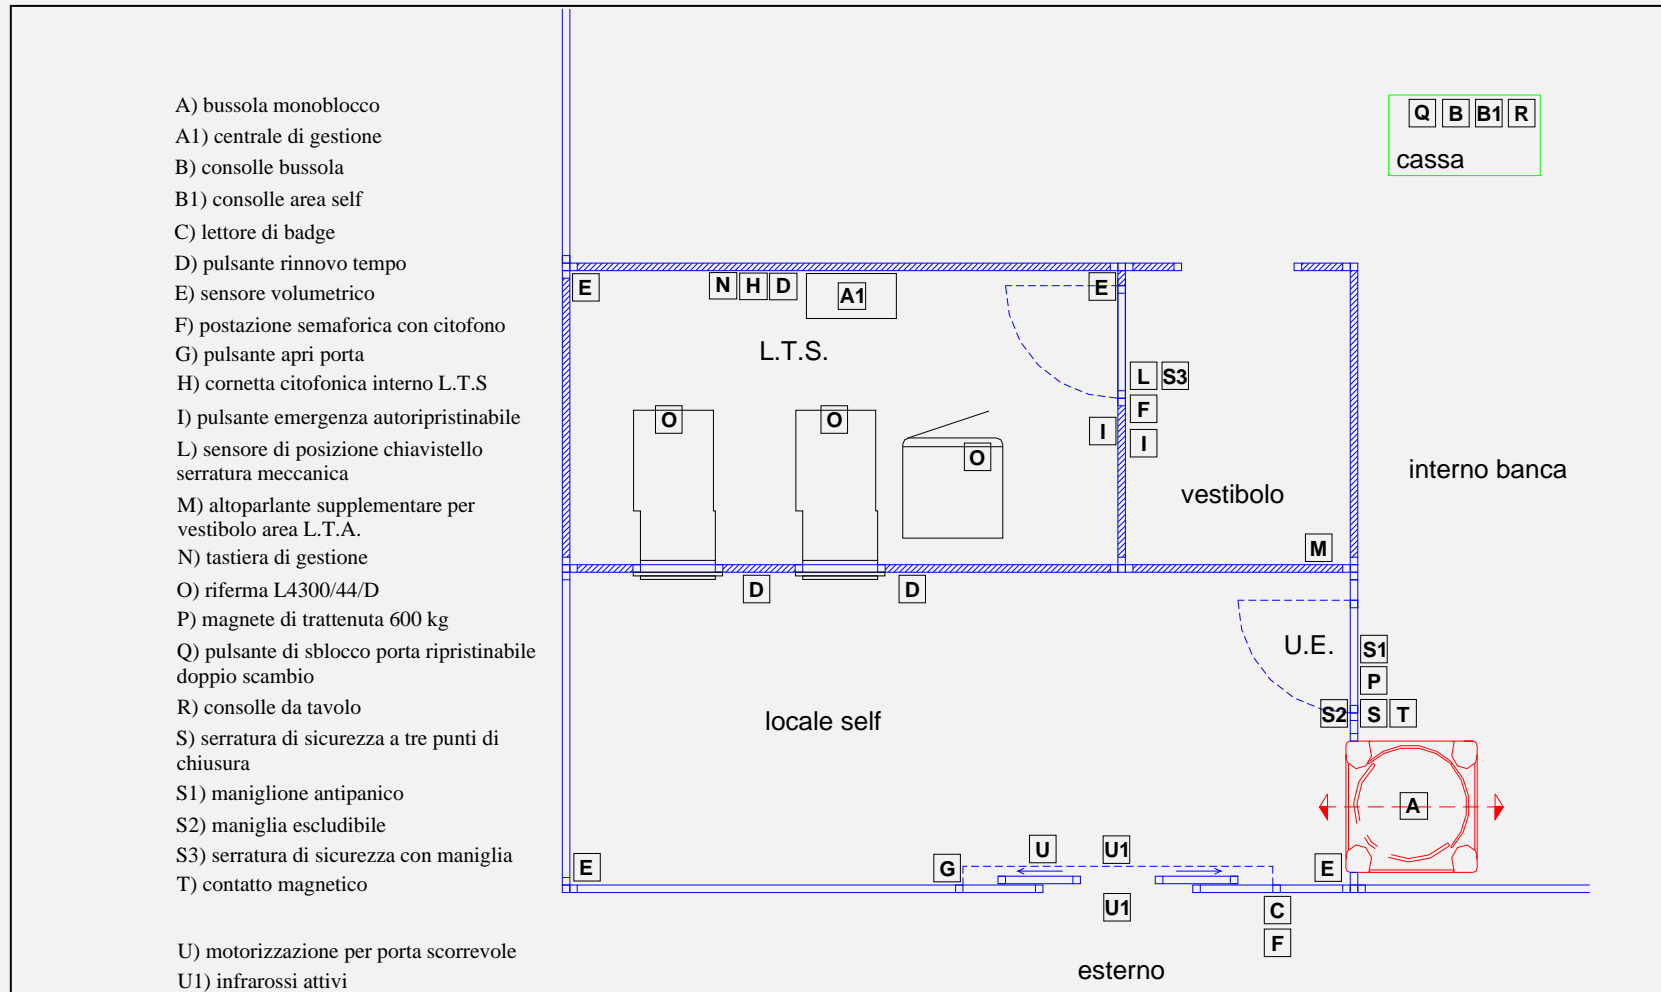 A) bussola monoblocco
A1) centrale di gestione
B) consolle bussola
B1) consolle area self
C) lettore di badge
D) pulsante rinnovo tempo
E) sensore volumetrico
F) postazione semaforica con citofono
G) pulsante apri porta
H) cornetta citofonica interno L.T.S
I) pulsante emergenza autoripristinabile
L) sensore di posizione chiavistello
serratura meccanica
M) altoparlante supplementare per
vestibolo area L.T.A.
N) tastiera di gestione
O) riferma L4300/44/D
P) magnete di trattenuta 600 kg
Q) pulsante di sblocco porta ripristinabile
doppio scambio
R) consolle da tavolo
S) serratura di sicurezza a tre punti di
chiusura
S1) maniglione antipanico
S2) maniglia escludibile
S3) serratura di sicurezza con maniglia
T) contatto magnetico
U) motorizzazione per porta scorrevole
U1) infrarossi attivi
Q B B1 R
cassa
E N H D A1 E
L.T.S.
L S3
F
O O I I
O
interno banca
vestibolo
M
D D
U.E. S1
P
S2 S T
locale self
A
U U1
E G E
U1 C
F
esterno